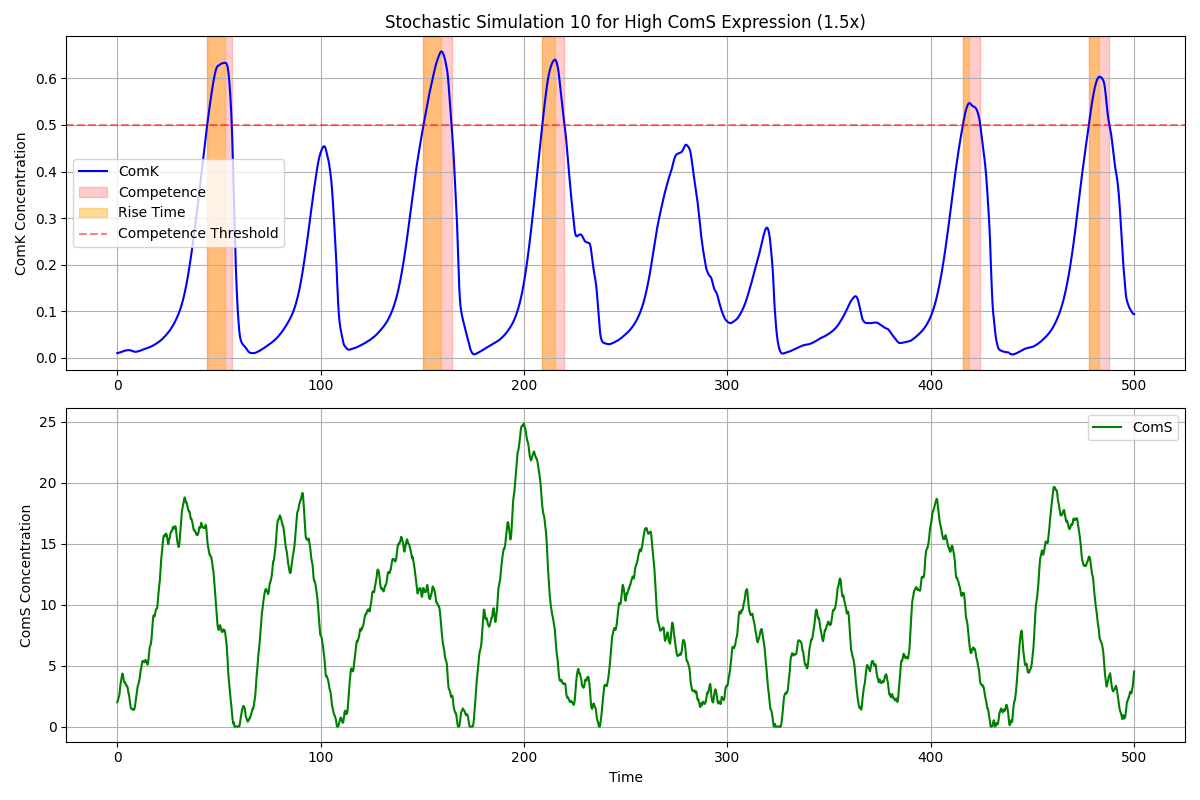 Stochastic Simulation 10 for High ComS Expression (1.5x)
ComK Concentration
0.6
0.5
0.4
0.3
0.2
0.1
0.0
ComK
Competence
Rise Time
Competence Threshold
0 100 200 300 400 500
ComS Concentration
25
20
15
10
5
0
ComS
0 100 200 300 400 500
Time